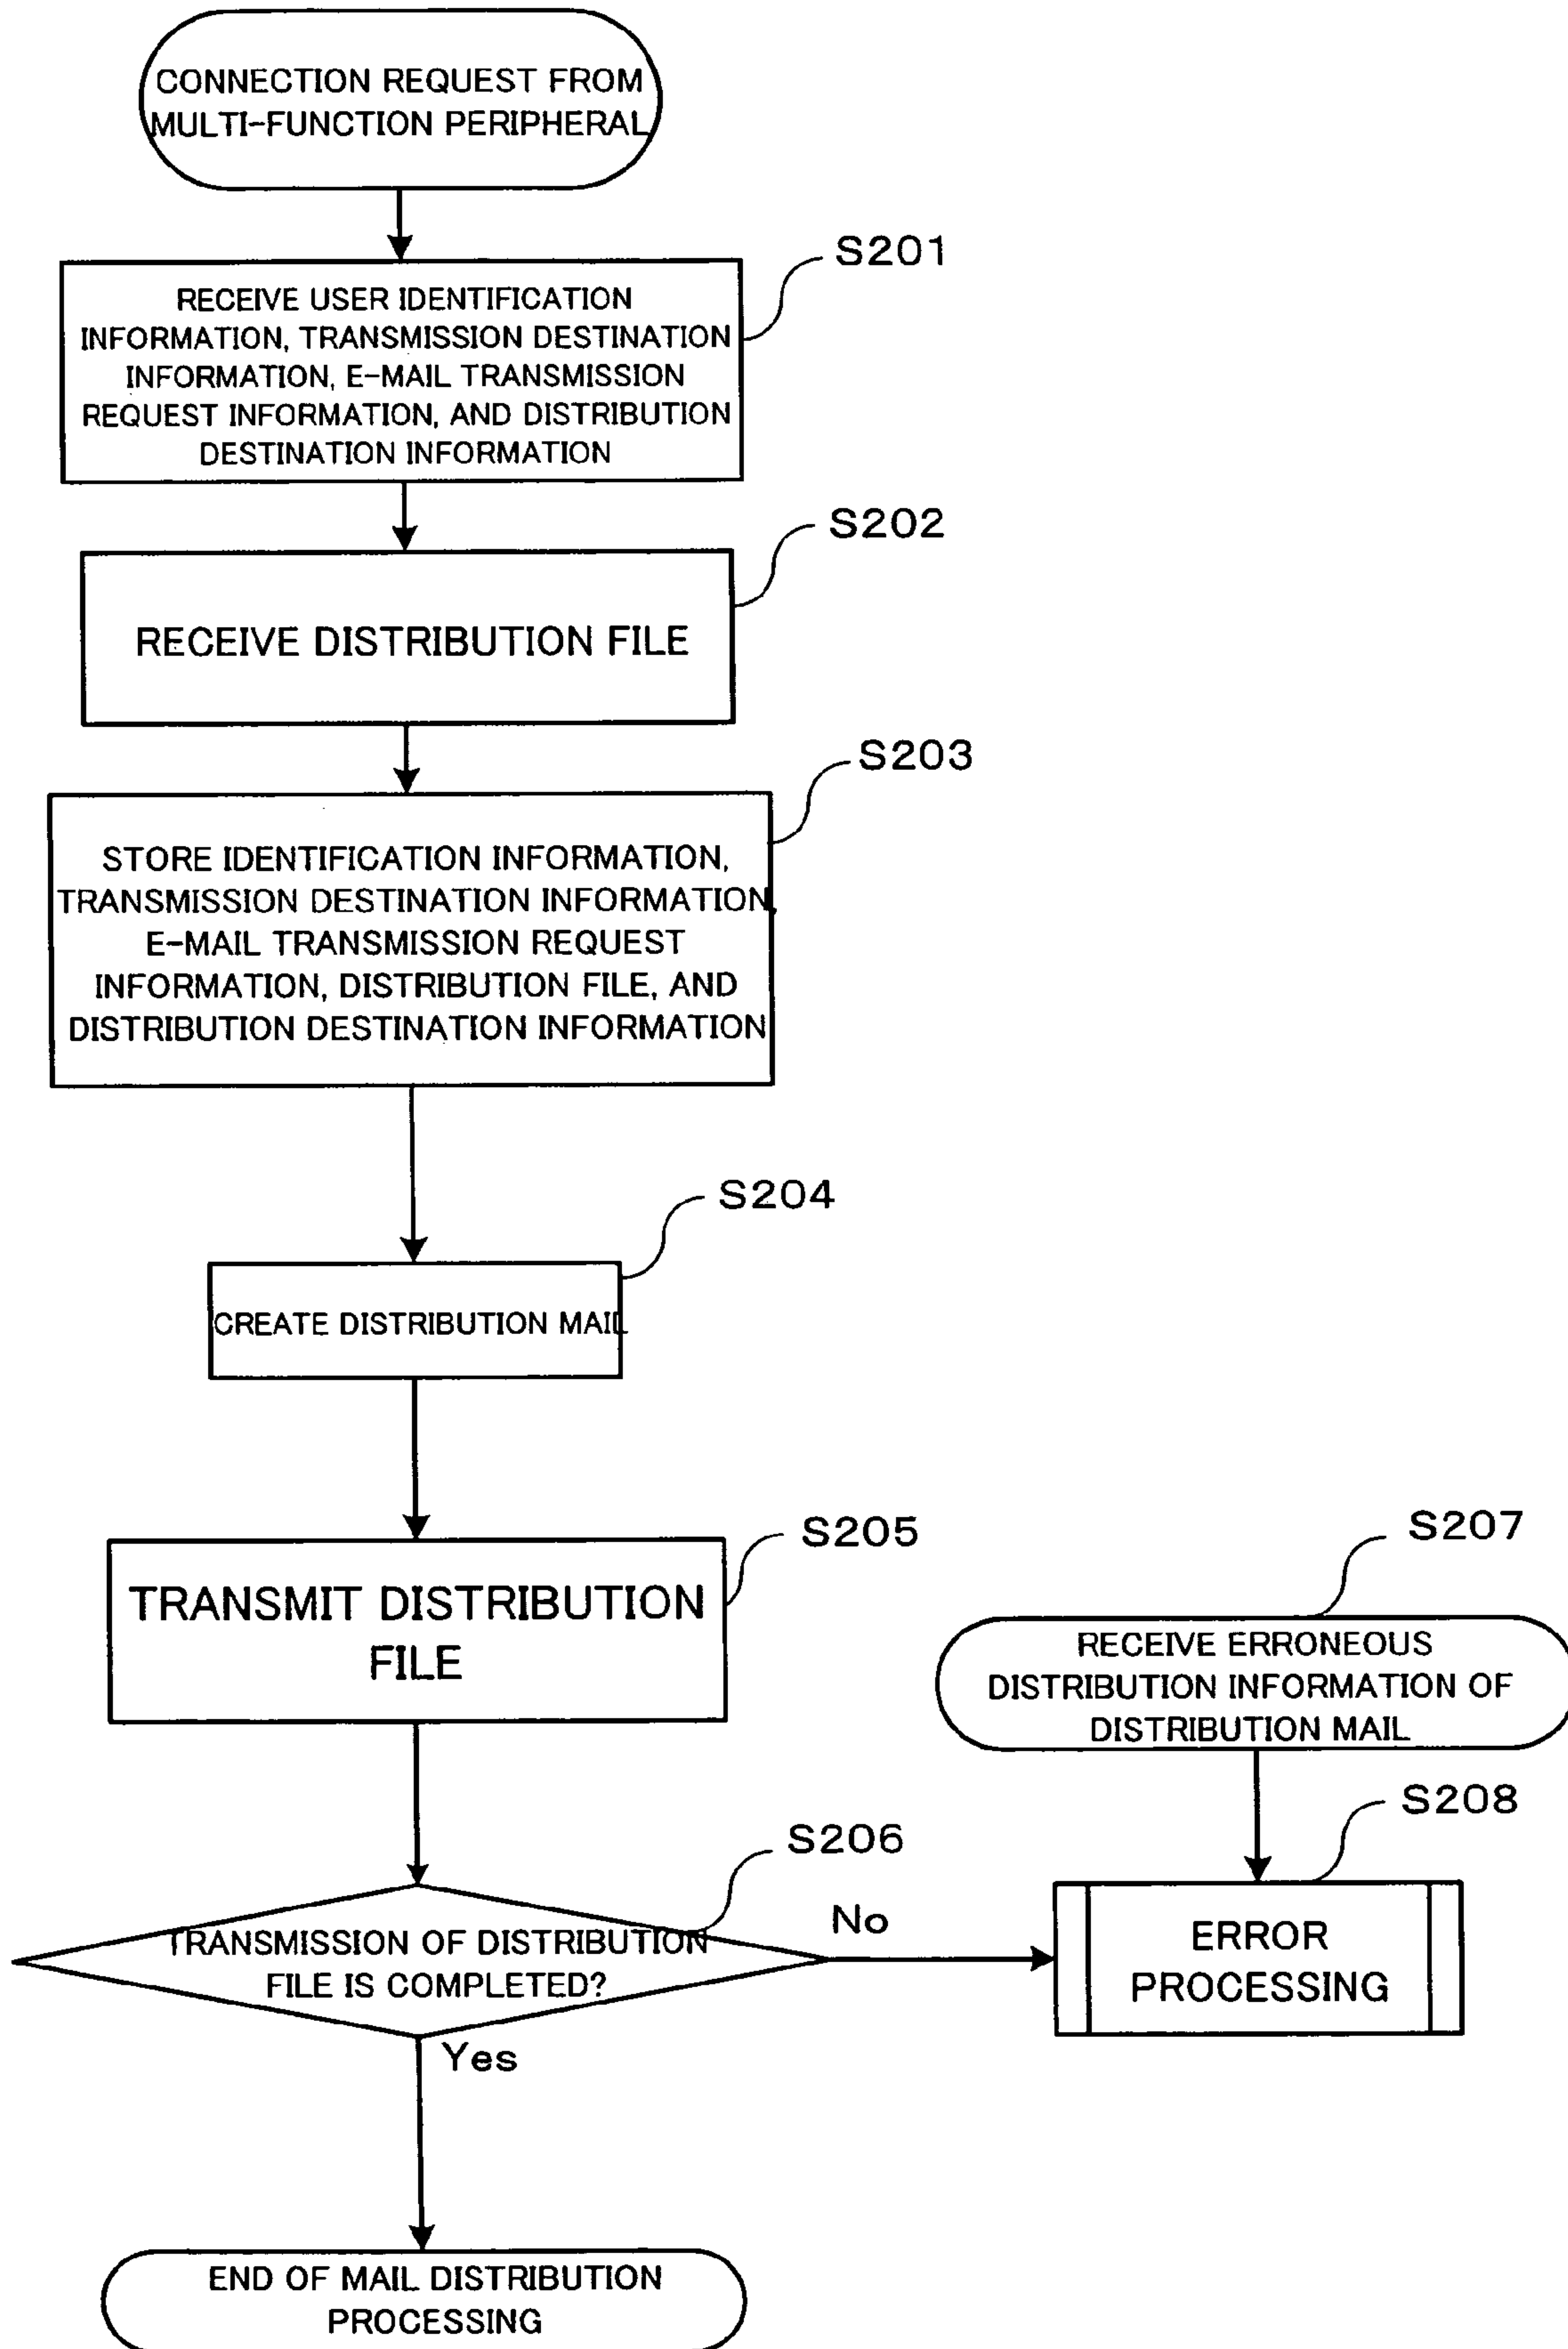 CONNECTION REQUEST FROM
MULTI-FUNCTION PERIPHERAL
S201
RECEIVE USER IDENTIFICATION
INFORMATION, TRANSMISSION DESTINATION
INFORMATION, E-MAIL TRANSMISSION
REQUEST INFORMATION, AND DISTRIBUTION
DESTINATION INFORMATION
S202
RECEIVE DISTRIBUTION FILE
S203
STORE IDENTIFICATION INFORMATION,
TRANSMISSION DESTINATION INFORMATION,
E-MAIL TRANSMISSION REQUEST
INFORMATION, DISTRIBUTION FILE, AND
DISTRIBUTION DESTINATION INFORMATION
S204
CREATE DISTRIBUTION MAIL
S205
TRANSMIT DISTRIBUTION
FILE
S207
RECEIVE ERRONEOUS
DISTRIBUTION INFORMATION OF
DISTRIBUTION MAIL
S206
TRANSMISSION OF DISTRIBUTION
FILE IS COMPLETED?
No
S208
ERROR
PROCESSING
Yes
END OF MAIL DISTRIBUTION
PROCESSING